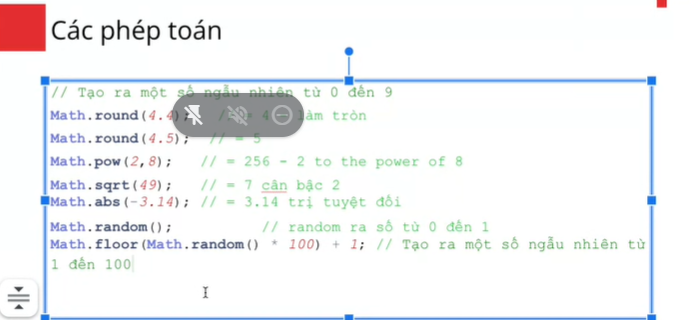 Các phép toán
// Tạo ra một số ngẫu nhiên từ 0 đến 9
Math.round(4.4); // = 4 làm tròn
Math.round(4.5); // = 5
Math.pow(2,8); // = 256 - 2 to the power of 8
Math.sqrt(49); // = 7 căn bậc 2
Math.abs(-3.14); // = 3.14 trị tuyệt đối
Math.random(); // random ra số từ 0 đến 1
Math.floor(Math.random() * 100) + 1; // Tạo ra một số ngẫu nhiên từ
1 đến 100